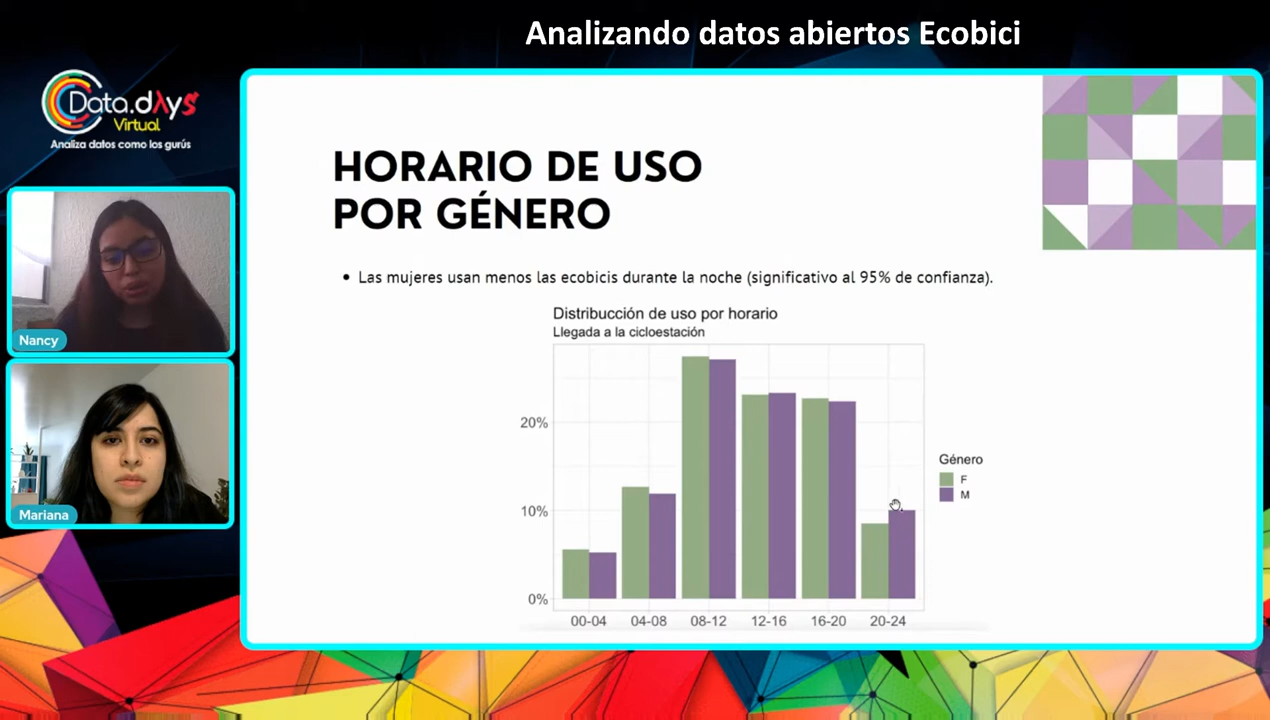 Analizando datos abiertos Ecobici
Data.dAys
Virtual
Analiza datos como los gurús
HORARIO DE USO
POR GÉNERO
• Las mujeres usan menos las ecobicis durante la noche (significativo al 95% de confianza).
Nancy
Mariana
Distribucción de uso por horario
Llegada a la cicloestación
20%
10%
0%
00-04 04-08 08-12 12-16 16-20 20-24
Género
F
M